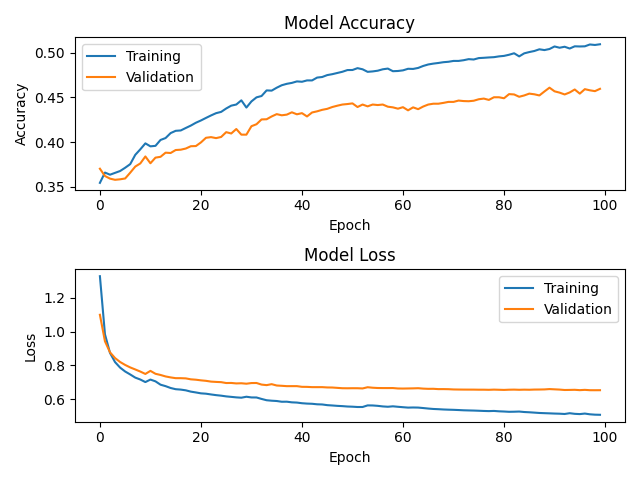 Model Accuracy
0.50
0.45
0.40
0.35
Accuracy
Training
Validation
0 20 40 60 80 100
Epoch
Model Loss
1.2
1.0
0.8
0.6
Loss
Training
Validation
0 20 40 60 80 100
Epoch